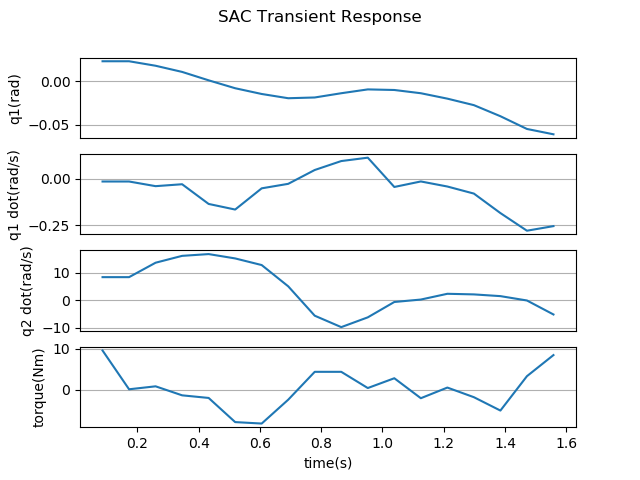 SAC Transient Response
q1(rad)
0.00
−0.05
q1 dot(rad/s)
0.00
−0.25
q2 dot(rad/s)
10
0
−10
torque(Nm)
10
0
0.2 0.4 0.6 0.8 1.0 1.2 1.4 1.6
time(s)